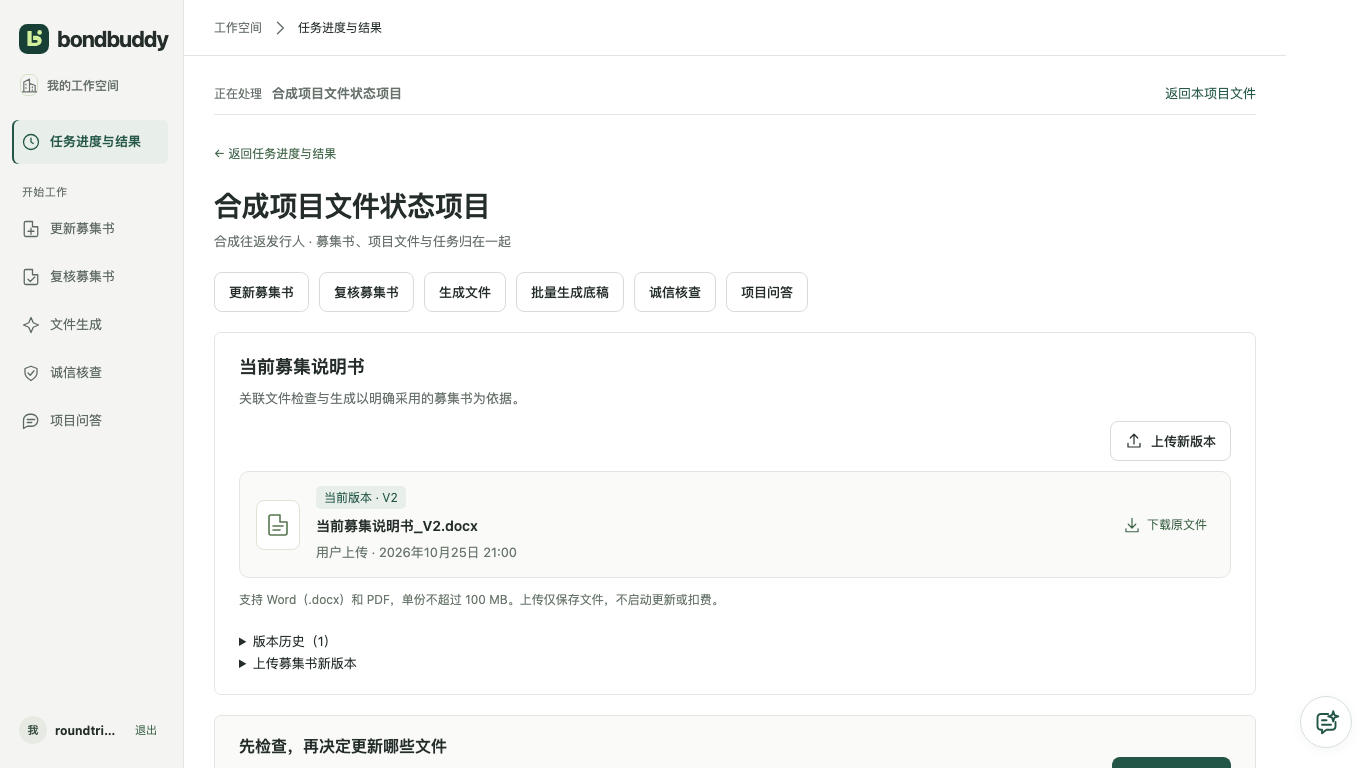 bondbuddy
我的工作空间
任务进度与结果
开始工作
更新募集书
复核募集书
文件生成
诚信核查
项目问答
我 roundtri... 退出
工作空间 任务进度与结果
正在处理 合成项目文件状态项目 返回本项目文件
← 返回任务进度与结果
合成项目文件状态项目
合成往返发行人 · 募集书、项目文件与任务归在一起
更新募集书 复核募集书 生成文件 批量生成底稿 诚信核查 项目问答
当前募集说明书
关联文件检查与生成以明确采用的募集书为依据。
上传新版本
当前版本 · V2
当前募集说明书_V2.docx
用户上传 · 2026年10月25日 21:00
下载原文件
支持 Word（.docx）和 PDF，单份不超过 100 MB。上传仅保存文件，不启动更新或扣费。
▶ 版本历史（1）
▶ 上传募集书新版本
先检查，再决定更新哪些文件